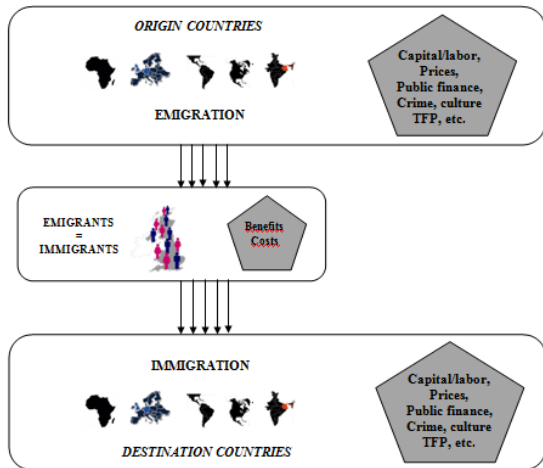 ORIGIN COUNTRIES
Capital/labor,
Prices,
Public finance,
Crime, culture
TFP, etc.
EMIGRATION
EMIGRANTS
=
IMMIGRANTS
Benefits
Costs
IMMIGRATION
Capital/labor,
Prices,
Public finance,
Crime, culture
TFP, etc.
DESTINATION COUNTRIES